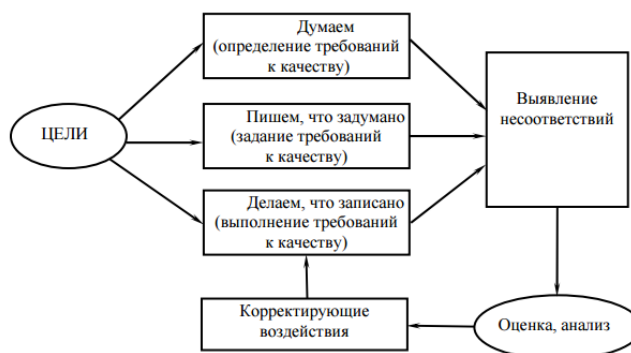 Думаем
(определение требований
к качеству)
ЦЕЛИ
Пишем, что задумано
(задание требований
к качеству)
Делаем, что записано
(выполнение требований
к качеству)
Выявление
несоответствий
Корректирующие
воздействия
Оценка, анализ